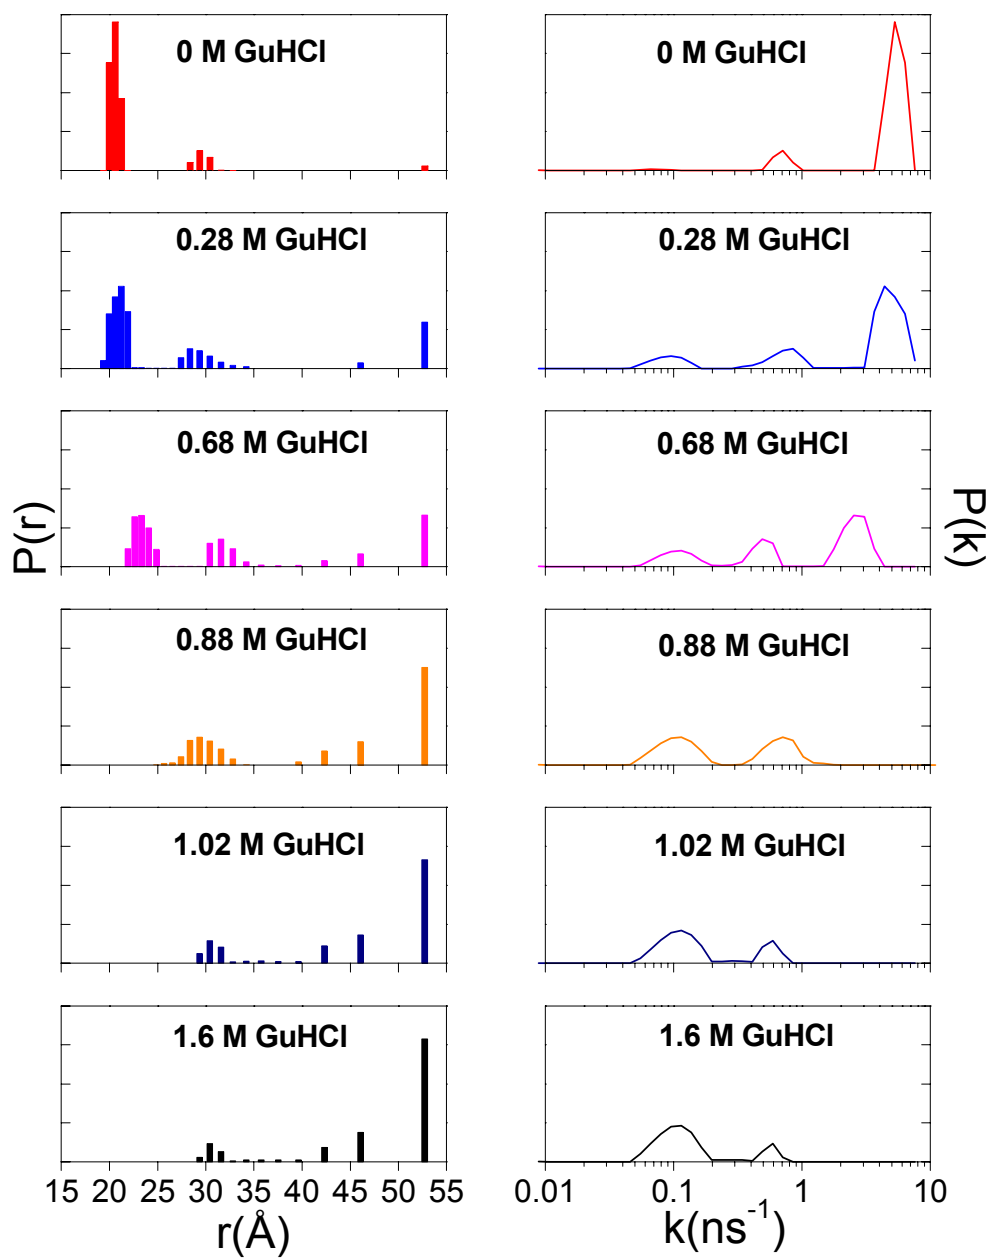 0 M GuHCl
0 M GuHCl
0.28 M GuHCl
0.28 M GuHCl
0.68 M GuHCl
0.68 M GuHCl
P(r)
P(k)
0.88 M GuHCl
0.88 M GuHCl
1.02 M GuHCl
1.02 M GuHCl
1.6 M GuHCl
1.6 M GuHCl
15 20 25 30 35 40 45 50 55
0.01 0.1 1 10
r(Å)
k(ns⁻¹)